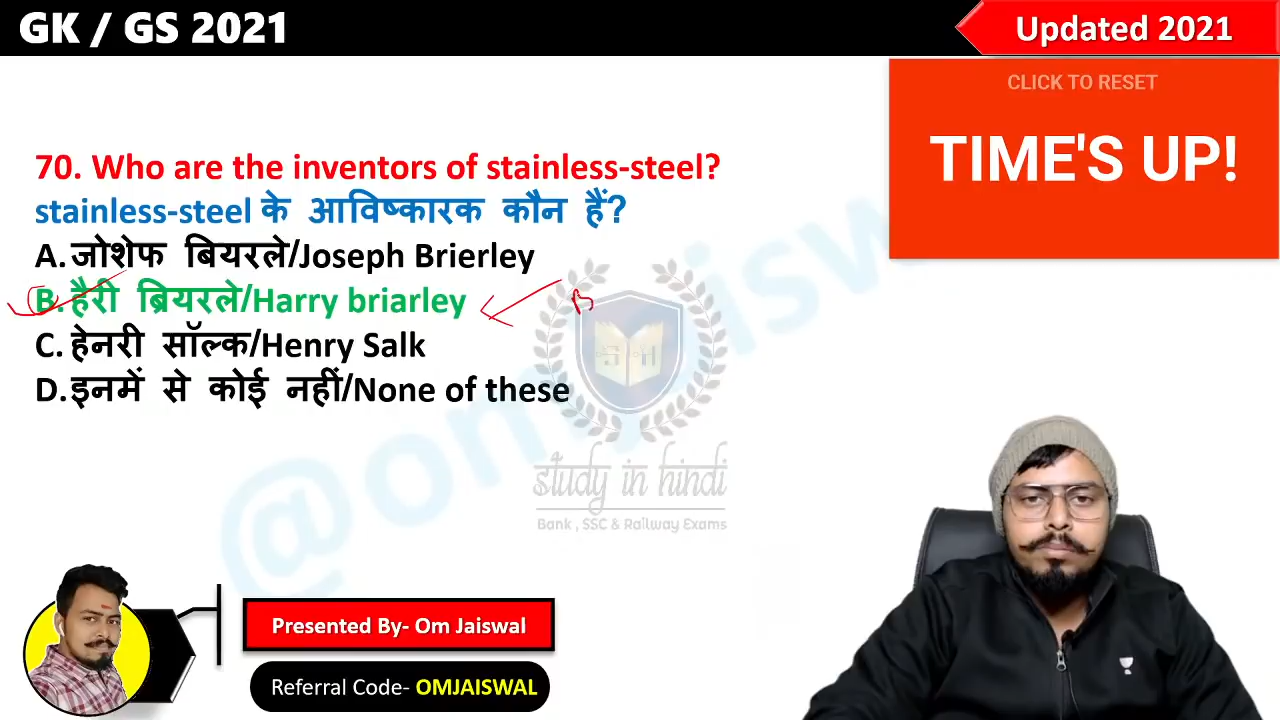 GK / GS 2021
Updated 2021
CLICK TO RESET
TIME'S UP!
70. Who are the inventors of stainless-steel?
stainless-steel के आविष्कारक कौन हैं?
A. जोशेफ बियरले/Joseph Brierley
B. हैरी ब्रियरले/Harry briarley
C. हेनरी सॉल्क/Henry Salk
D. इनमें से कोई नहीं/None of these
study in hindi
Bank , SSC & Railway Exams
Presented By- Om Jaiswal
Referral Code- OMJAISWAL